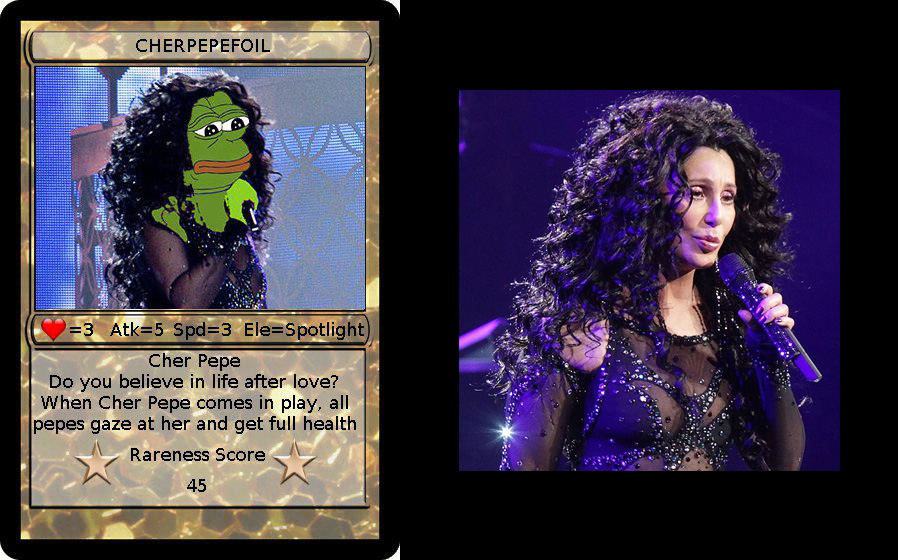 CHERPEPEFOIL
=3 Atk=5 Spd=3 Ele=Spotlight
Cher Pepe
Do you believe in life after love?
When Cher Pepe comes in play, all
pepes gaze at her and get full health
Rareness Score
45